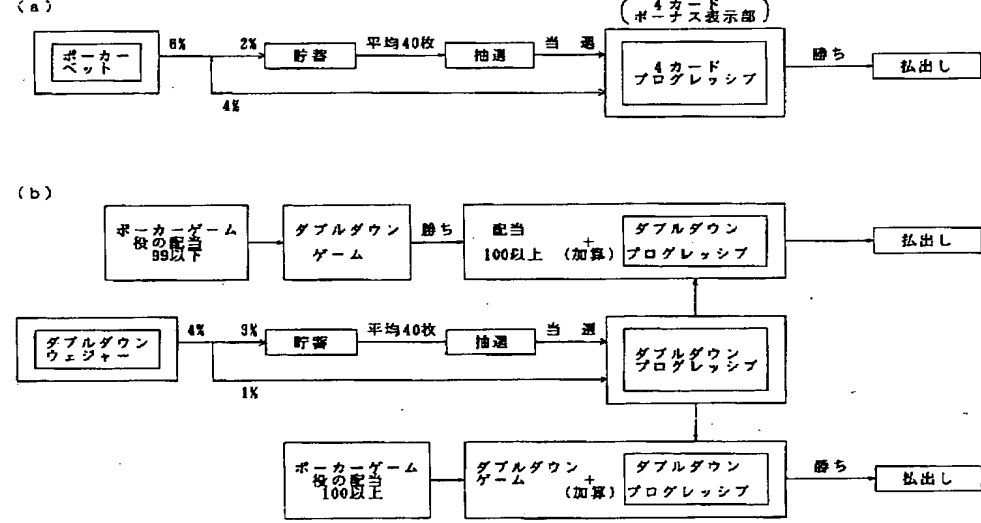 (a)
4カード
ボーナス表示部
ポーカー
ベット
6%
2%
貯蓄
平均40枚
抽選
当選
4%
4カード
プログレッシブ
勝ち
払出し
(b)
ポーカーゲーム
役の配当
99以下
ダブルダウン
ゲーム
勝ち
配当
100以上
+
(加算)
ダブルダウン
プログレッシブ
払出し
ダブルダウン
ウェジャー
4%
3%
貯蓄
平均40枚
抽選
当選
1%
ダブルダウン
プログレッシブ
ポーカーゲーム
役の配当
100以上
ダブルダウン
ゲーム
+
(加算)
ダブルダウン
プログレッシブ
勝ち
払出し